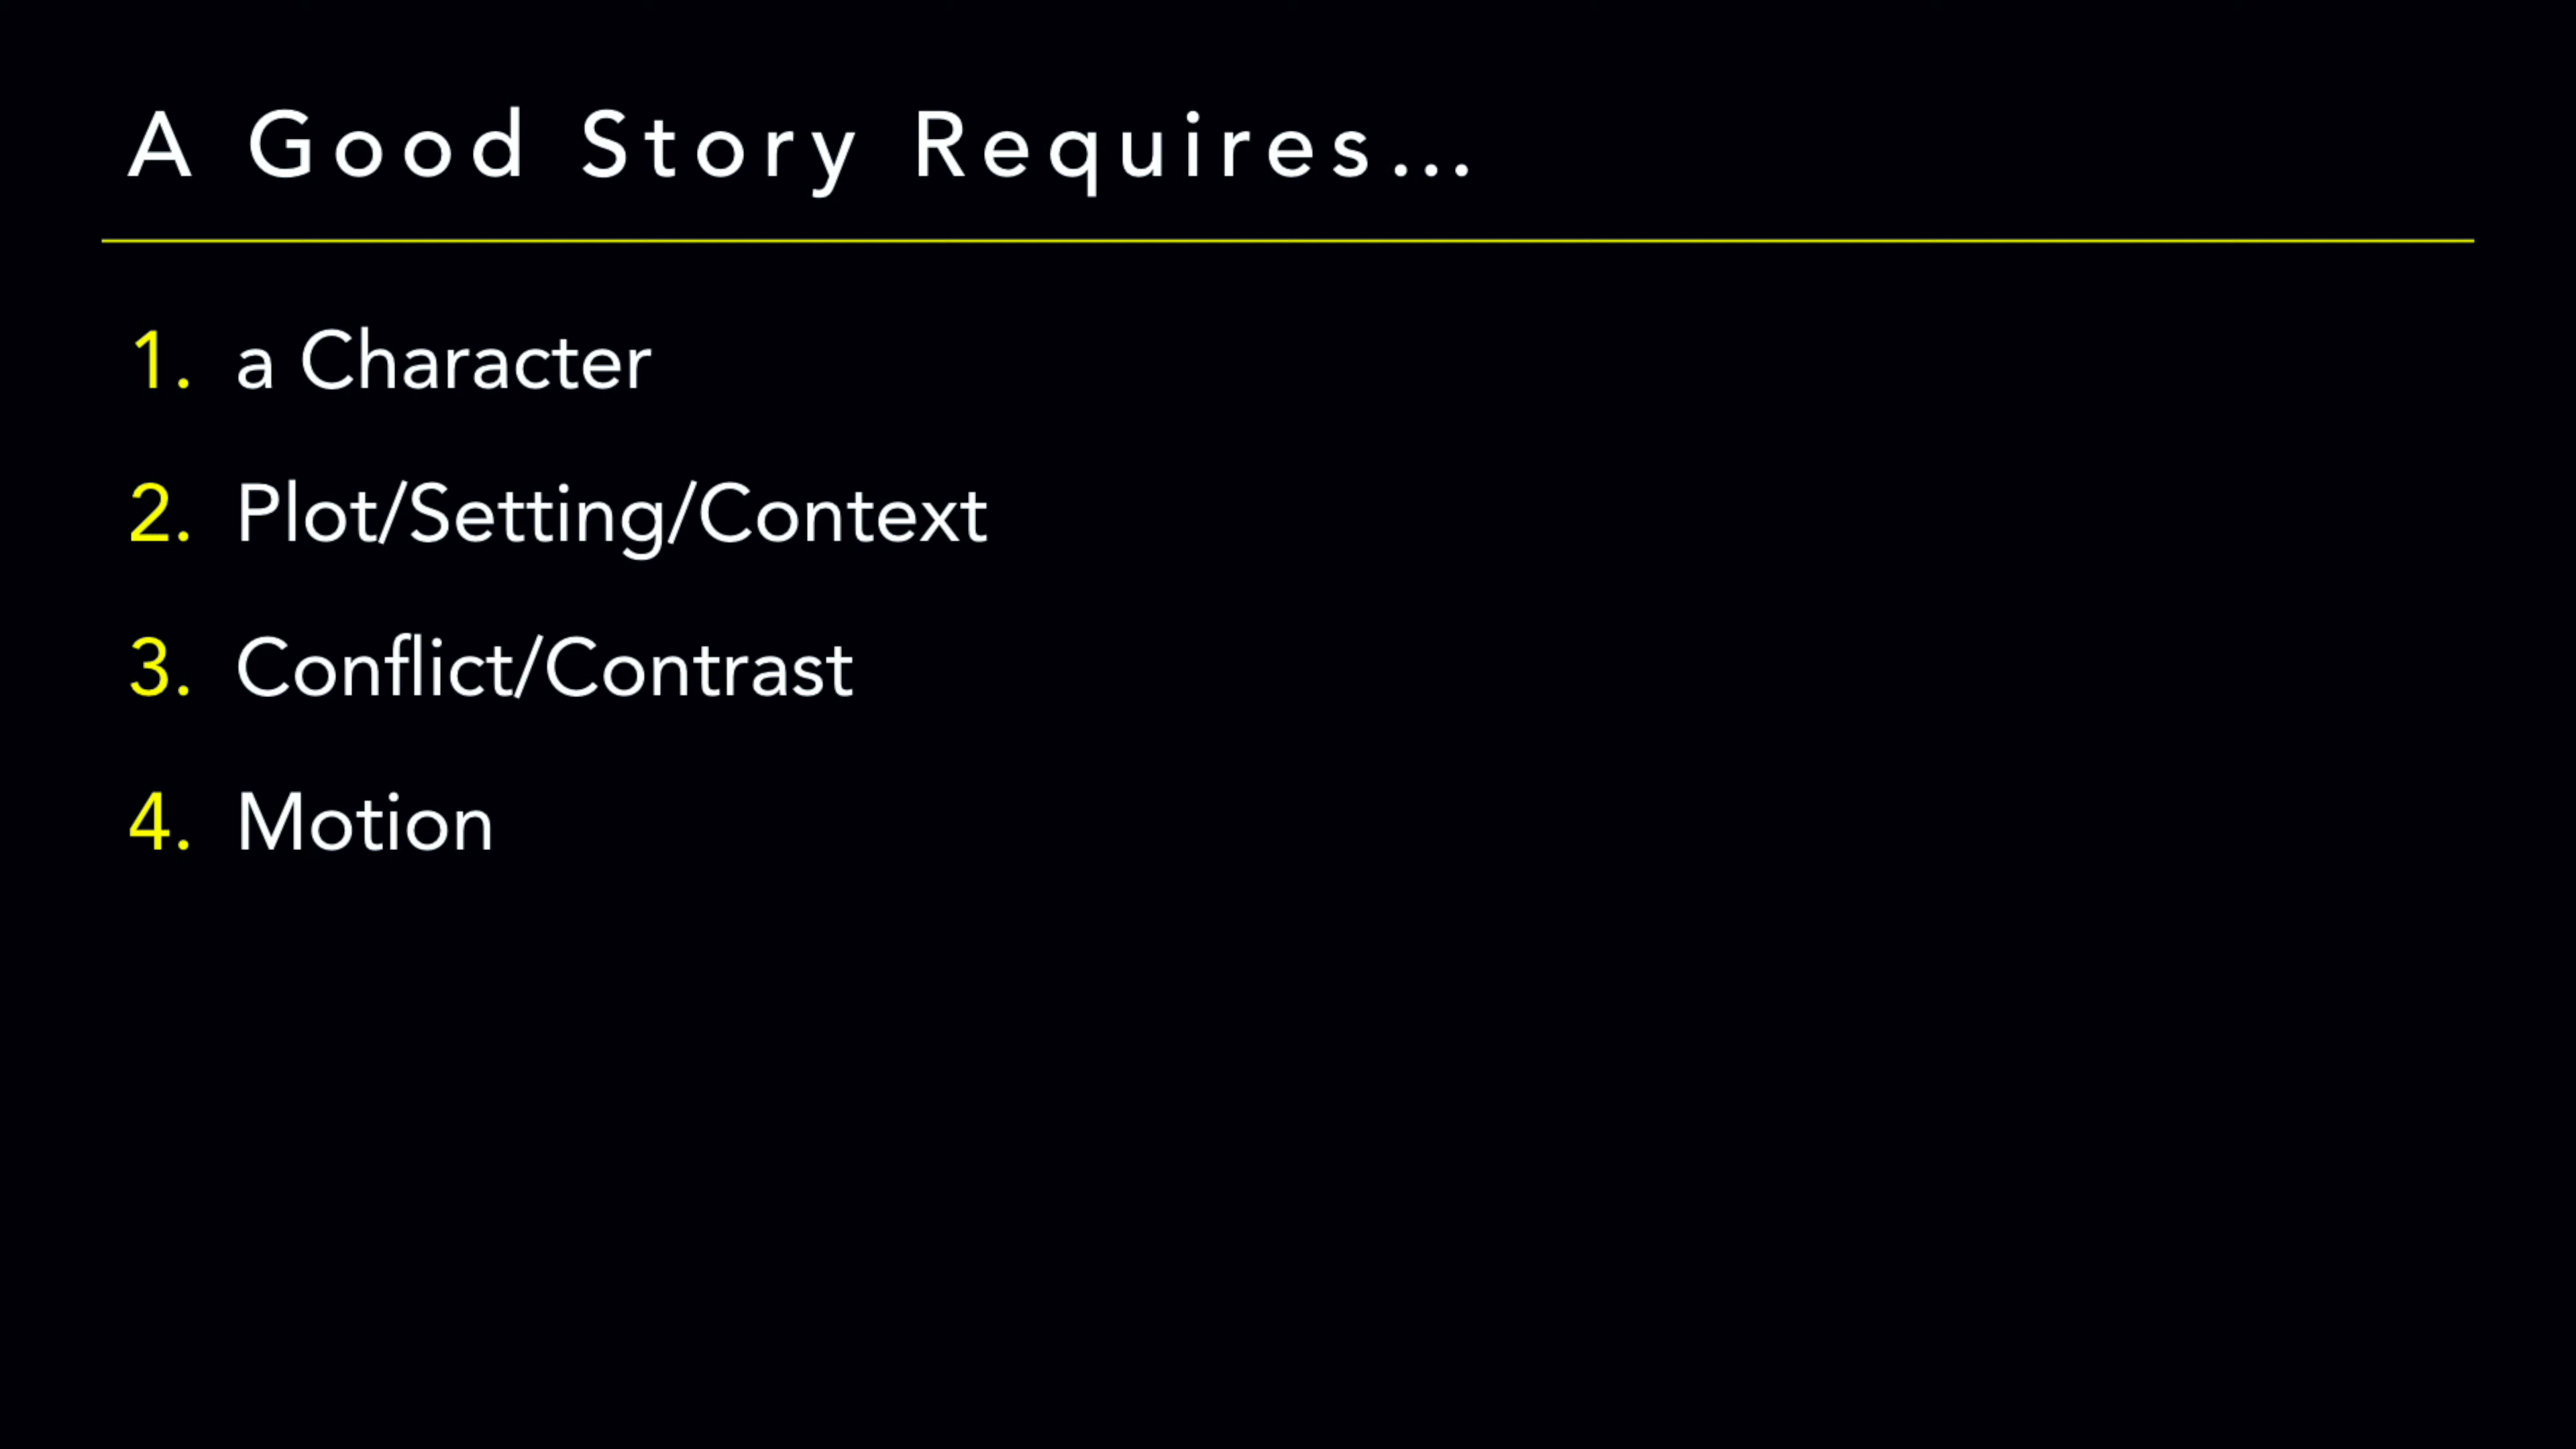 A Good Story Requires...
1. a Character
2. Plot/Setting/Context
3. Conflict/Contrast
4. Motion